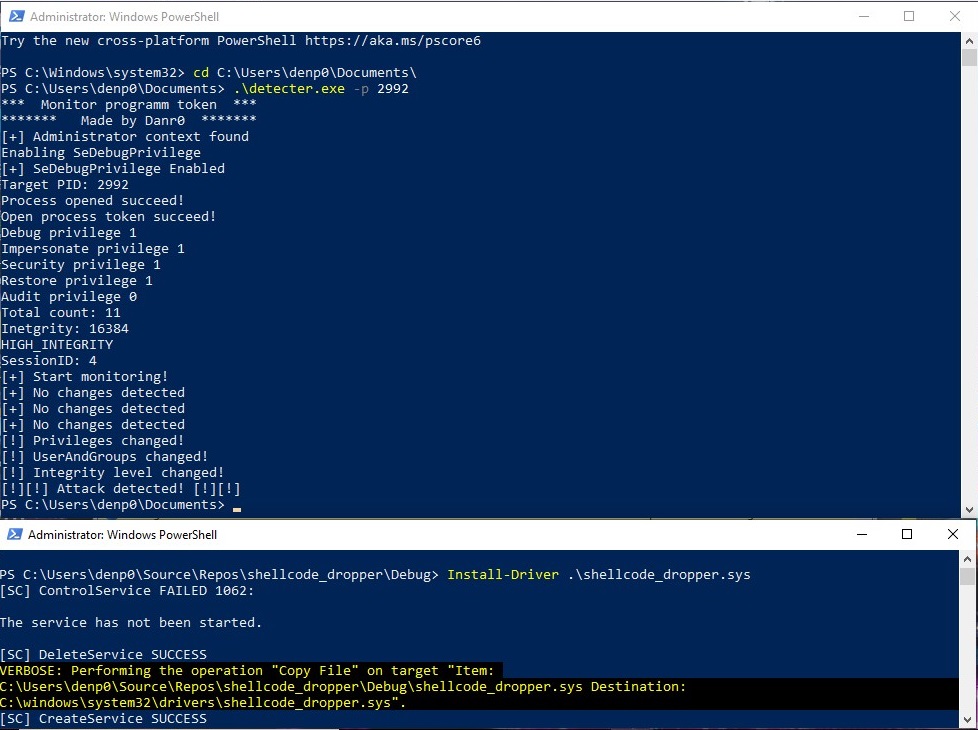 Administrator: Windows PowerShell
Try the new cross-platform PowerShell https://aka.ms/pscore6
PS C:\Windows\system32> cd C:\Users\denp0\Documents\
PS C:\Users\denp0\Documents> .\detecter.exe -p 2992
***  Monitor programm token  ***
*******   Made by Danr0  *******
[+] Administrator context found
Enabling SeDebugPrivilege
[+] SeDebugPrivilege Enabled
Target PID: 2992
Process opened succeed!
Open process token succeed!
Debug privilege 1
Impersonate privilege 1
Security privilege 1
Restore privilege 1
Audit privilege 0
Total count: 11
Inetgrity: 16384
HIGH_INTEGRITY
SessionID: 4
[+] Start monitoring!
[+] No changes detected
[+] No changes detected
[+] No changes detected
[!] Privileges changed!
[!] UserAndGroups changed!
[!] Integrity level changed!
[!][!] Attack detected! [!][!]
PS C:\Users\denp0\Documents>
Administrator: Windows PowerShell
PS C:\Users\denp0\Source\Repos\shellcode_dropper\Debug> Install-Driver .\shellcode_dropper.sys
[SC] ControlService FAILED 1062:
The service has not been started.
[SC] DeleteService SUCCESS
VERBOSE: Performing the operation "Copy File" on target "Item:
C:\Users\denp0\Source\Repos\shellcode_dropper\Debug\shellcode_dropper.sys Destination:
C:\windows\system32\drivers\shellcode_dropper.sys".
[SC] CreateService SUCCESS